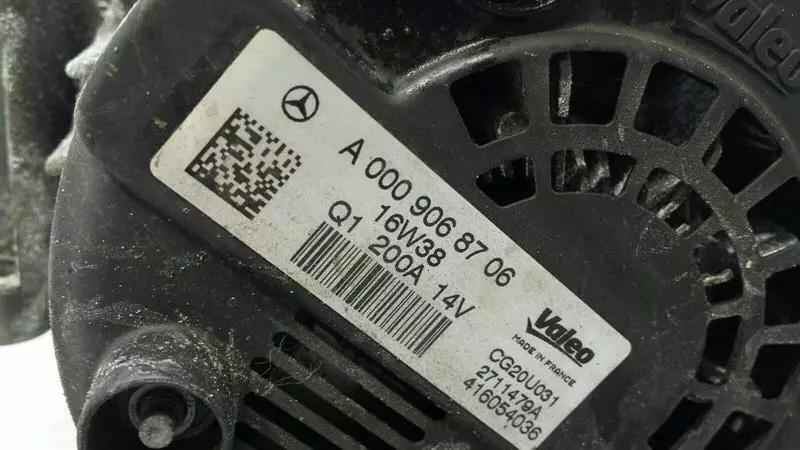 Valeo
A 000 906 87 06
16W38
Q1 200A 14V
Valeo
MADE IN FRANCE
CG20U031
2711479A
416054036